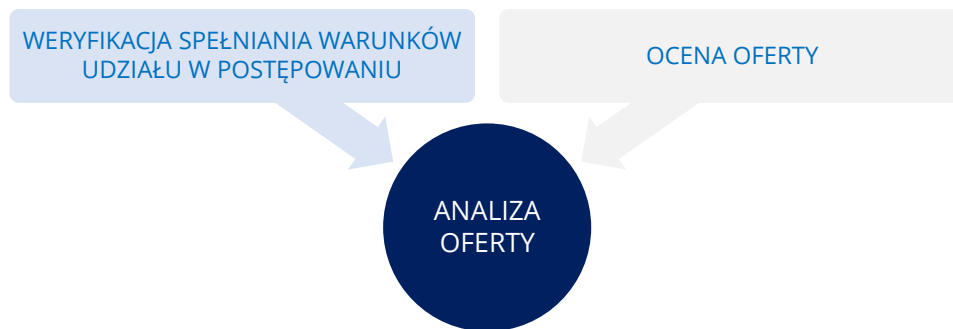 WERYFIKACJA SPEŁNIANIA WARUNKÓW
UDZIAŁU W POSTĘPOWANIU
OCENA OFERTY
ANALIZA
OFERTY